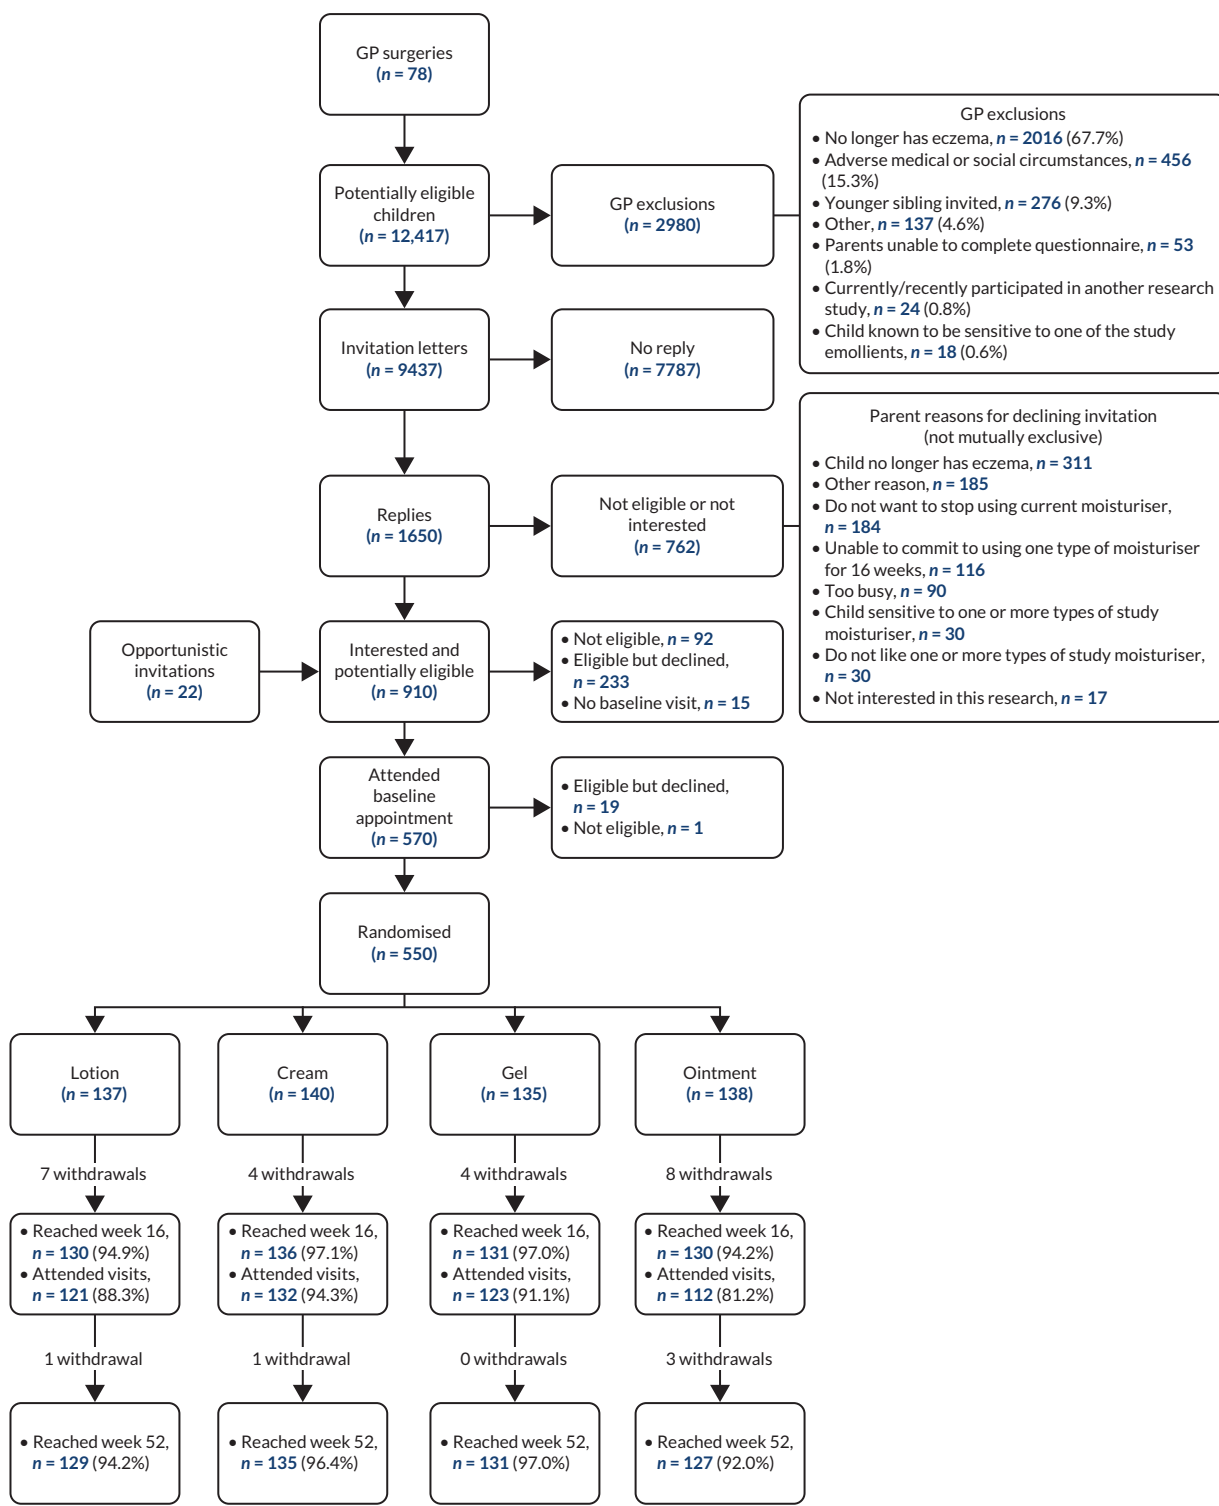 GP surgeries
(n = 78)
GP exclusions
• No longer has eczema, n = 2016 (67.7%)
• Adverse medical or social circumstances, n = 456
(15.3%)
• Younger sibling invited, n = 276 (9.3%)
• Other, n = 137 (4.6%)
• Parents unable to complete questionnaire, n = 53
(1.8%)
• Currently/recently participated in another research
study, n = 24 (0.8%)
• Child known to be sensitive to one of the study
emollients, n = 18 (0.6%)
Potentially eligible
children
(n = 12,417)
GP exclusions
(n = 2980)
Invitation letters
(n = 9437)
No reply
(n = 7787)
Parent reasons for declining invitation
(not mutually exclusive)
• Child no longer has eczema, n = 311
• Other reason, n = 185
• Do not want to stop using current moisturiser,
n = 184
• Unable to commit to using one type of moisturiser
for 16 weeks, n = 116
• Too busy, n = 90
• Child sensitive to one or more types of study
moisturiser, n = 30
• Do not like one or more types of study moisturiser,
n = 30
• Not interested in this research, n = 17
Replies
(n = 1650)
Not eligible or not
interested
(n = 762)
Opportunistic
invitations
(n = 22)
Interested and
potentially eligible
(n = 910)
• Not eligible, n = 92
• Eligible but declined,
n = 233
• No baseline visit, n = 15
Attended
baseline
appointment
(n = 570)
• Eligible but declined,
n = 19
• Not eligible, n = 1
Randomised
(n = 550)
Lotion
(n = 137)
Cream
(n = 140)
Gel
(n = 135)
Ointment
(n = 138)
7 withdrawals
4 withdrawals
4 withdrawals
8 withdrawals
• Reached week 16,
n = 130 (94.9%)
• Attended visits,
n = 121 (88.3%)
• Reached week 16,
n = 136 (97.1%)
• Attended visits,
n = 132 (94.3%)
• Reached week 16,
n = 131 (97.0%)
• Attended visits,
n = 123 (91.1%)
• Reached week 16,
n = 130 (94.2%)
• Attended visits,
n = 112 (81.2%)
1 withdrawal
1 withdrawal
0 withdrawals
3 withdrawals
• Reached week 52,
n = 129 (94.2%)
• Reached week 52,
n = 135 (96.4%)
• Reached week 52,
n = 131 (97.0%)
• Reached week 52,
n = 127 (92.0%)